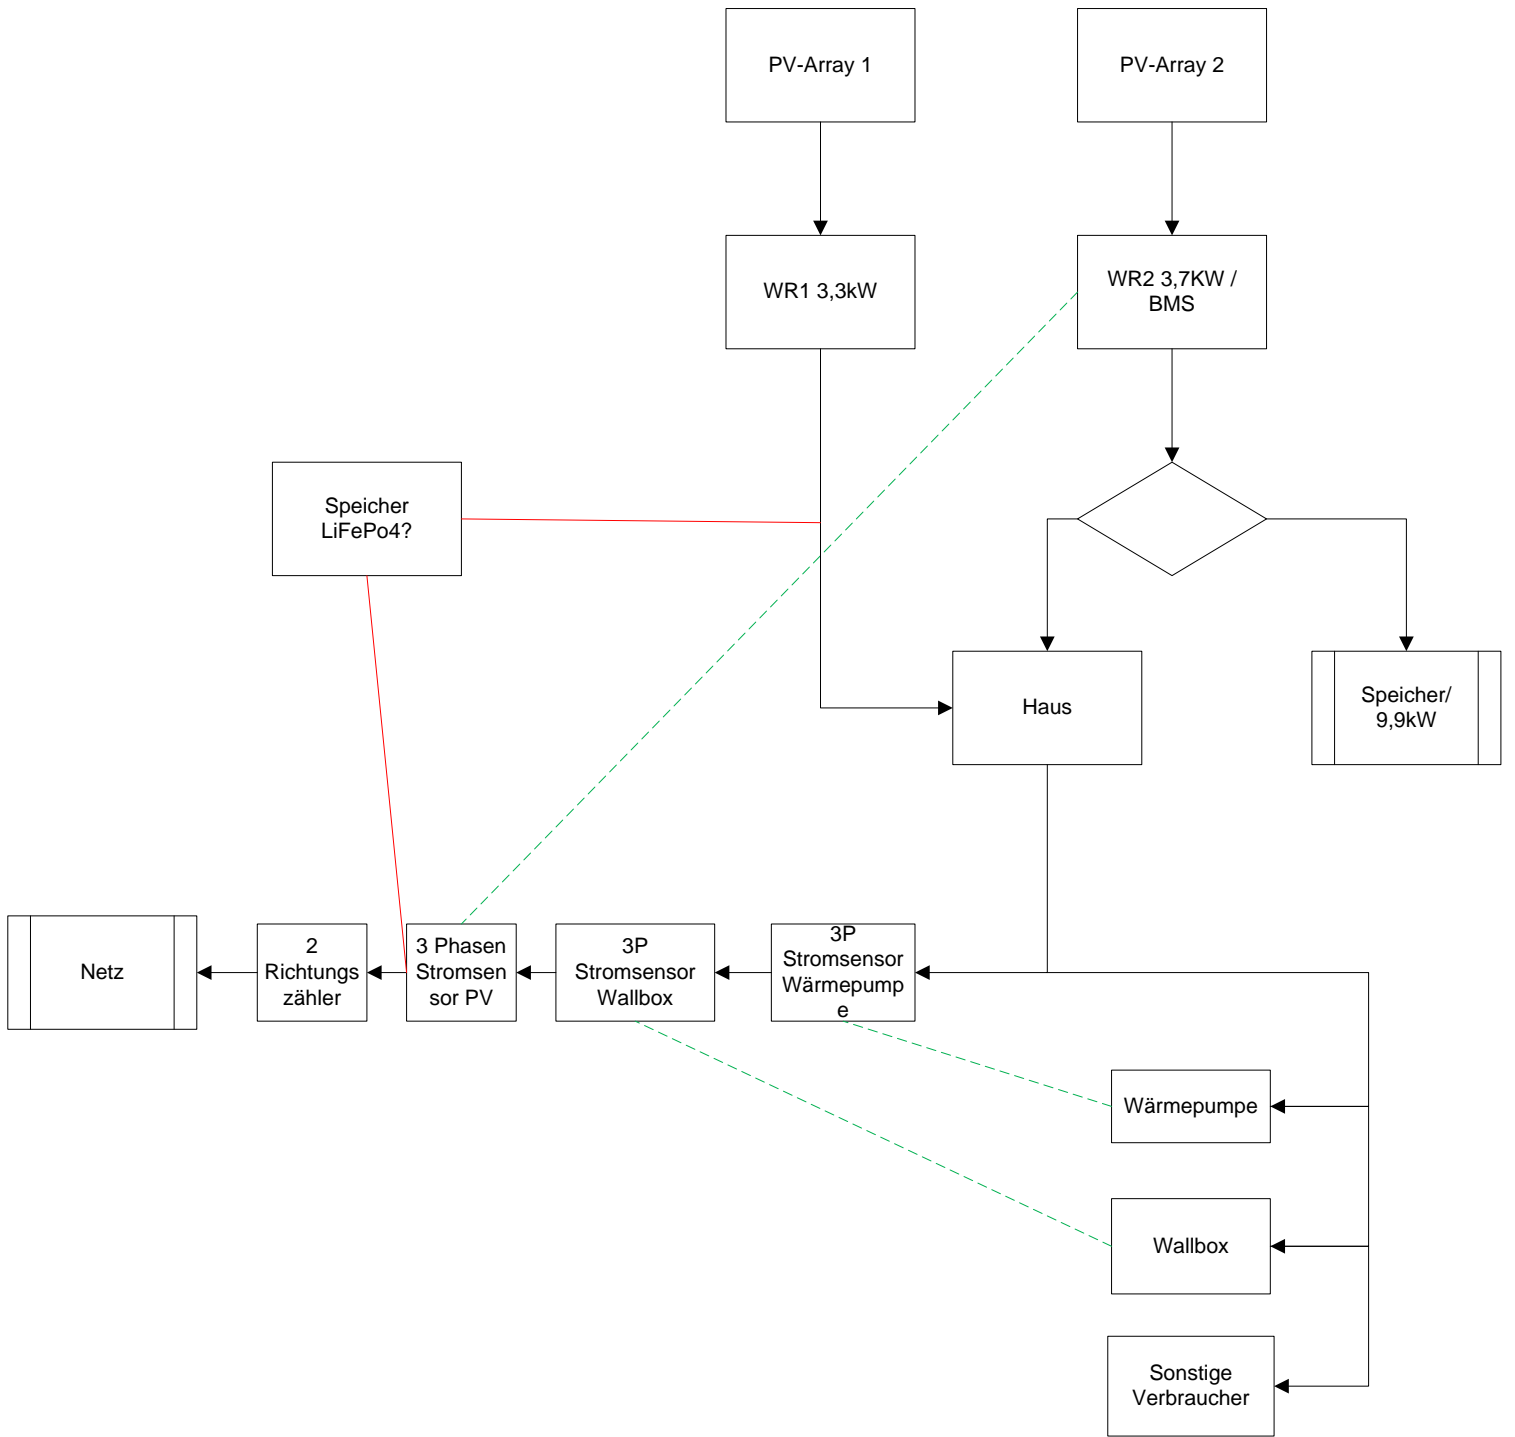 PV-Array 1
PV-Array 2
WR1 3,3kW
WR2 3,7KW /
BMS
Speicher
LiFePo4?
Haus
Speicher/
9,9kW
Netz
2
Richtungs
zähler
3 Phasen
Stromsen
sor PV
3P
Stromsensor
Wallbox
3P
Stromsensor
Wärmepump
e
Wärmepumpe
Wallbox
Sonstige
Verbraucher